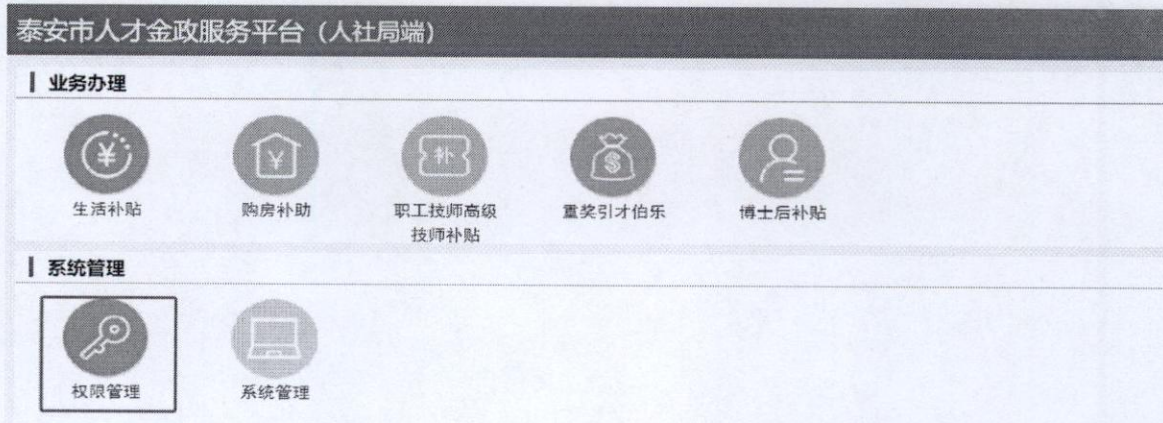 泰安市人才金政服务平台（人社局端）
业务办理
¥
¥
补
$
生活补贴
购房补助
职工技师高级
技师补贴
重奖引才伯乐
博士后补贴
系统管理
权限管理
系统管理